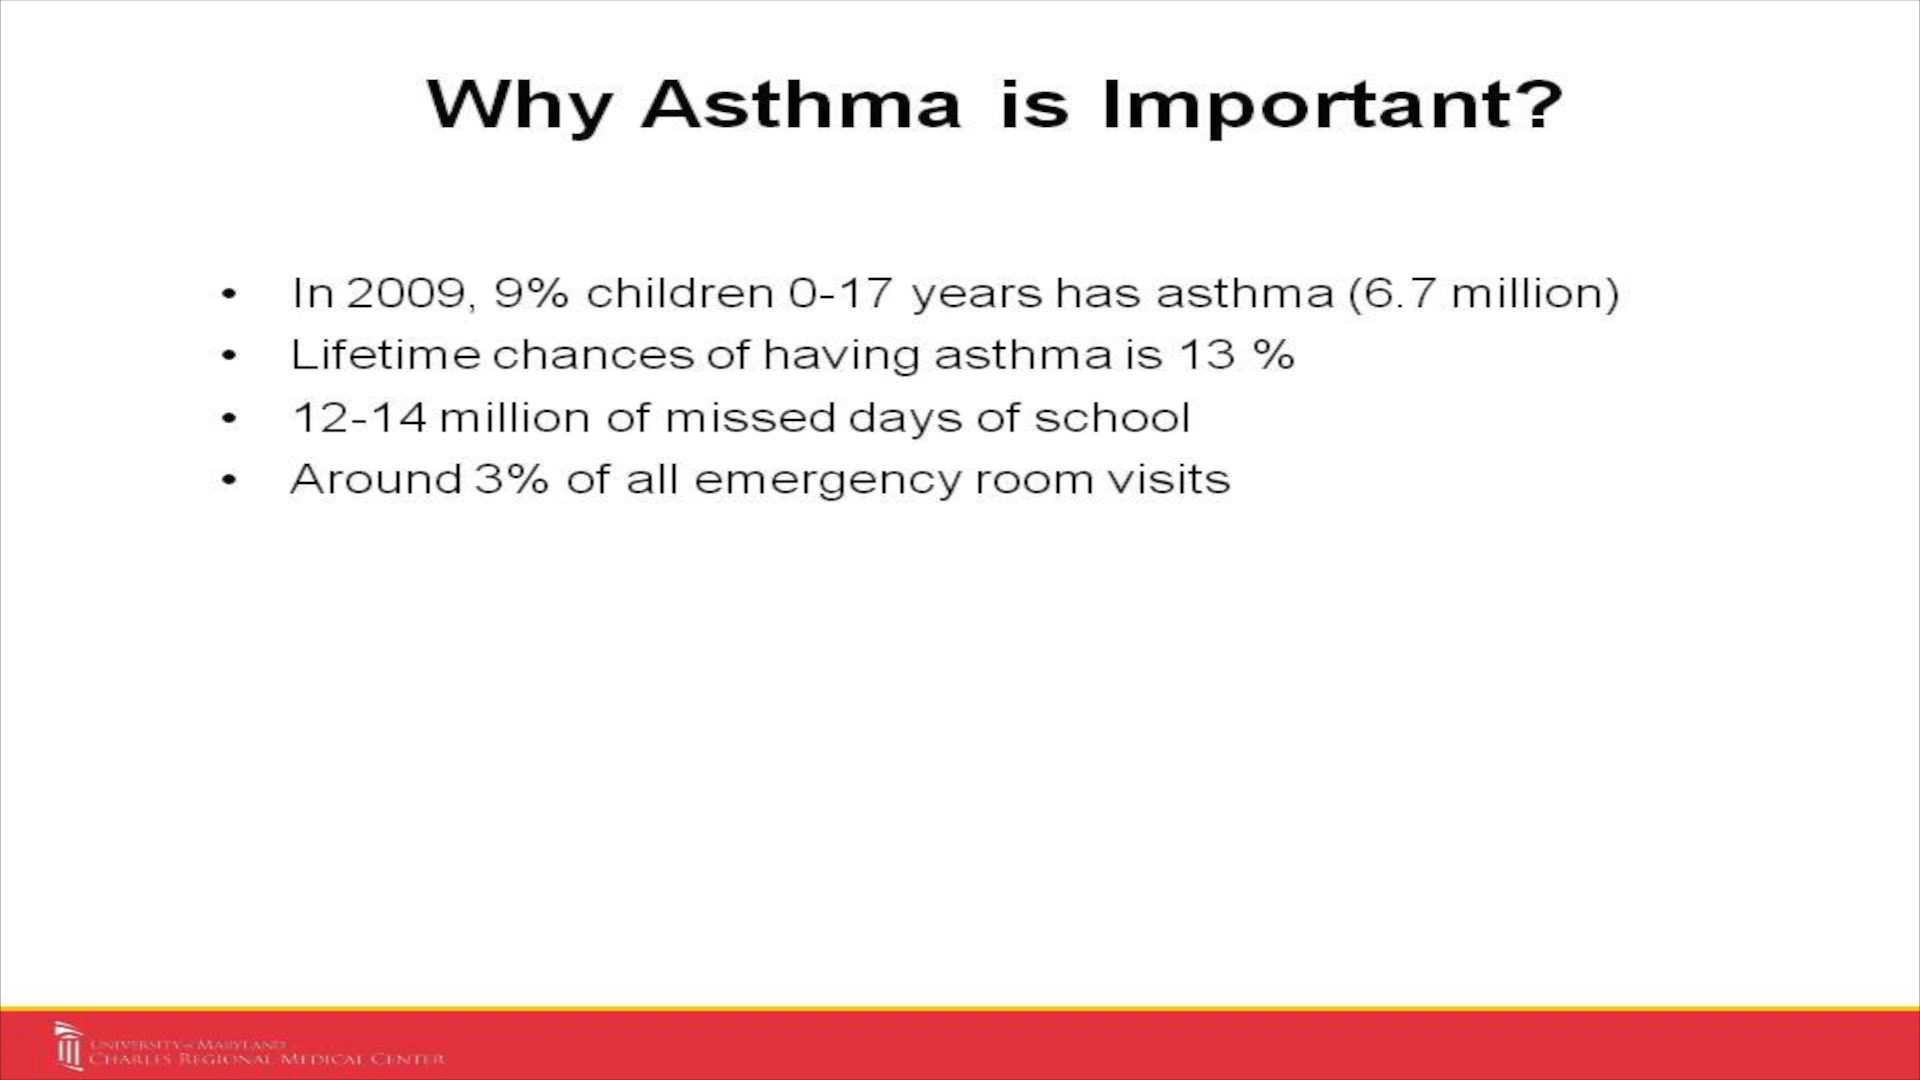 Why Asthma is Important?
• In 2009, 9% children 0-17 years has asthma (6.7 million)
• Lifetime chances of having asthma is 13 %
• 12-14 million of missed days of school
• Around 3% of all emergency room visits
UNIVERSITY of MARYLAND
CHARLES REGIONAL MEDICAL CENTER